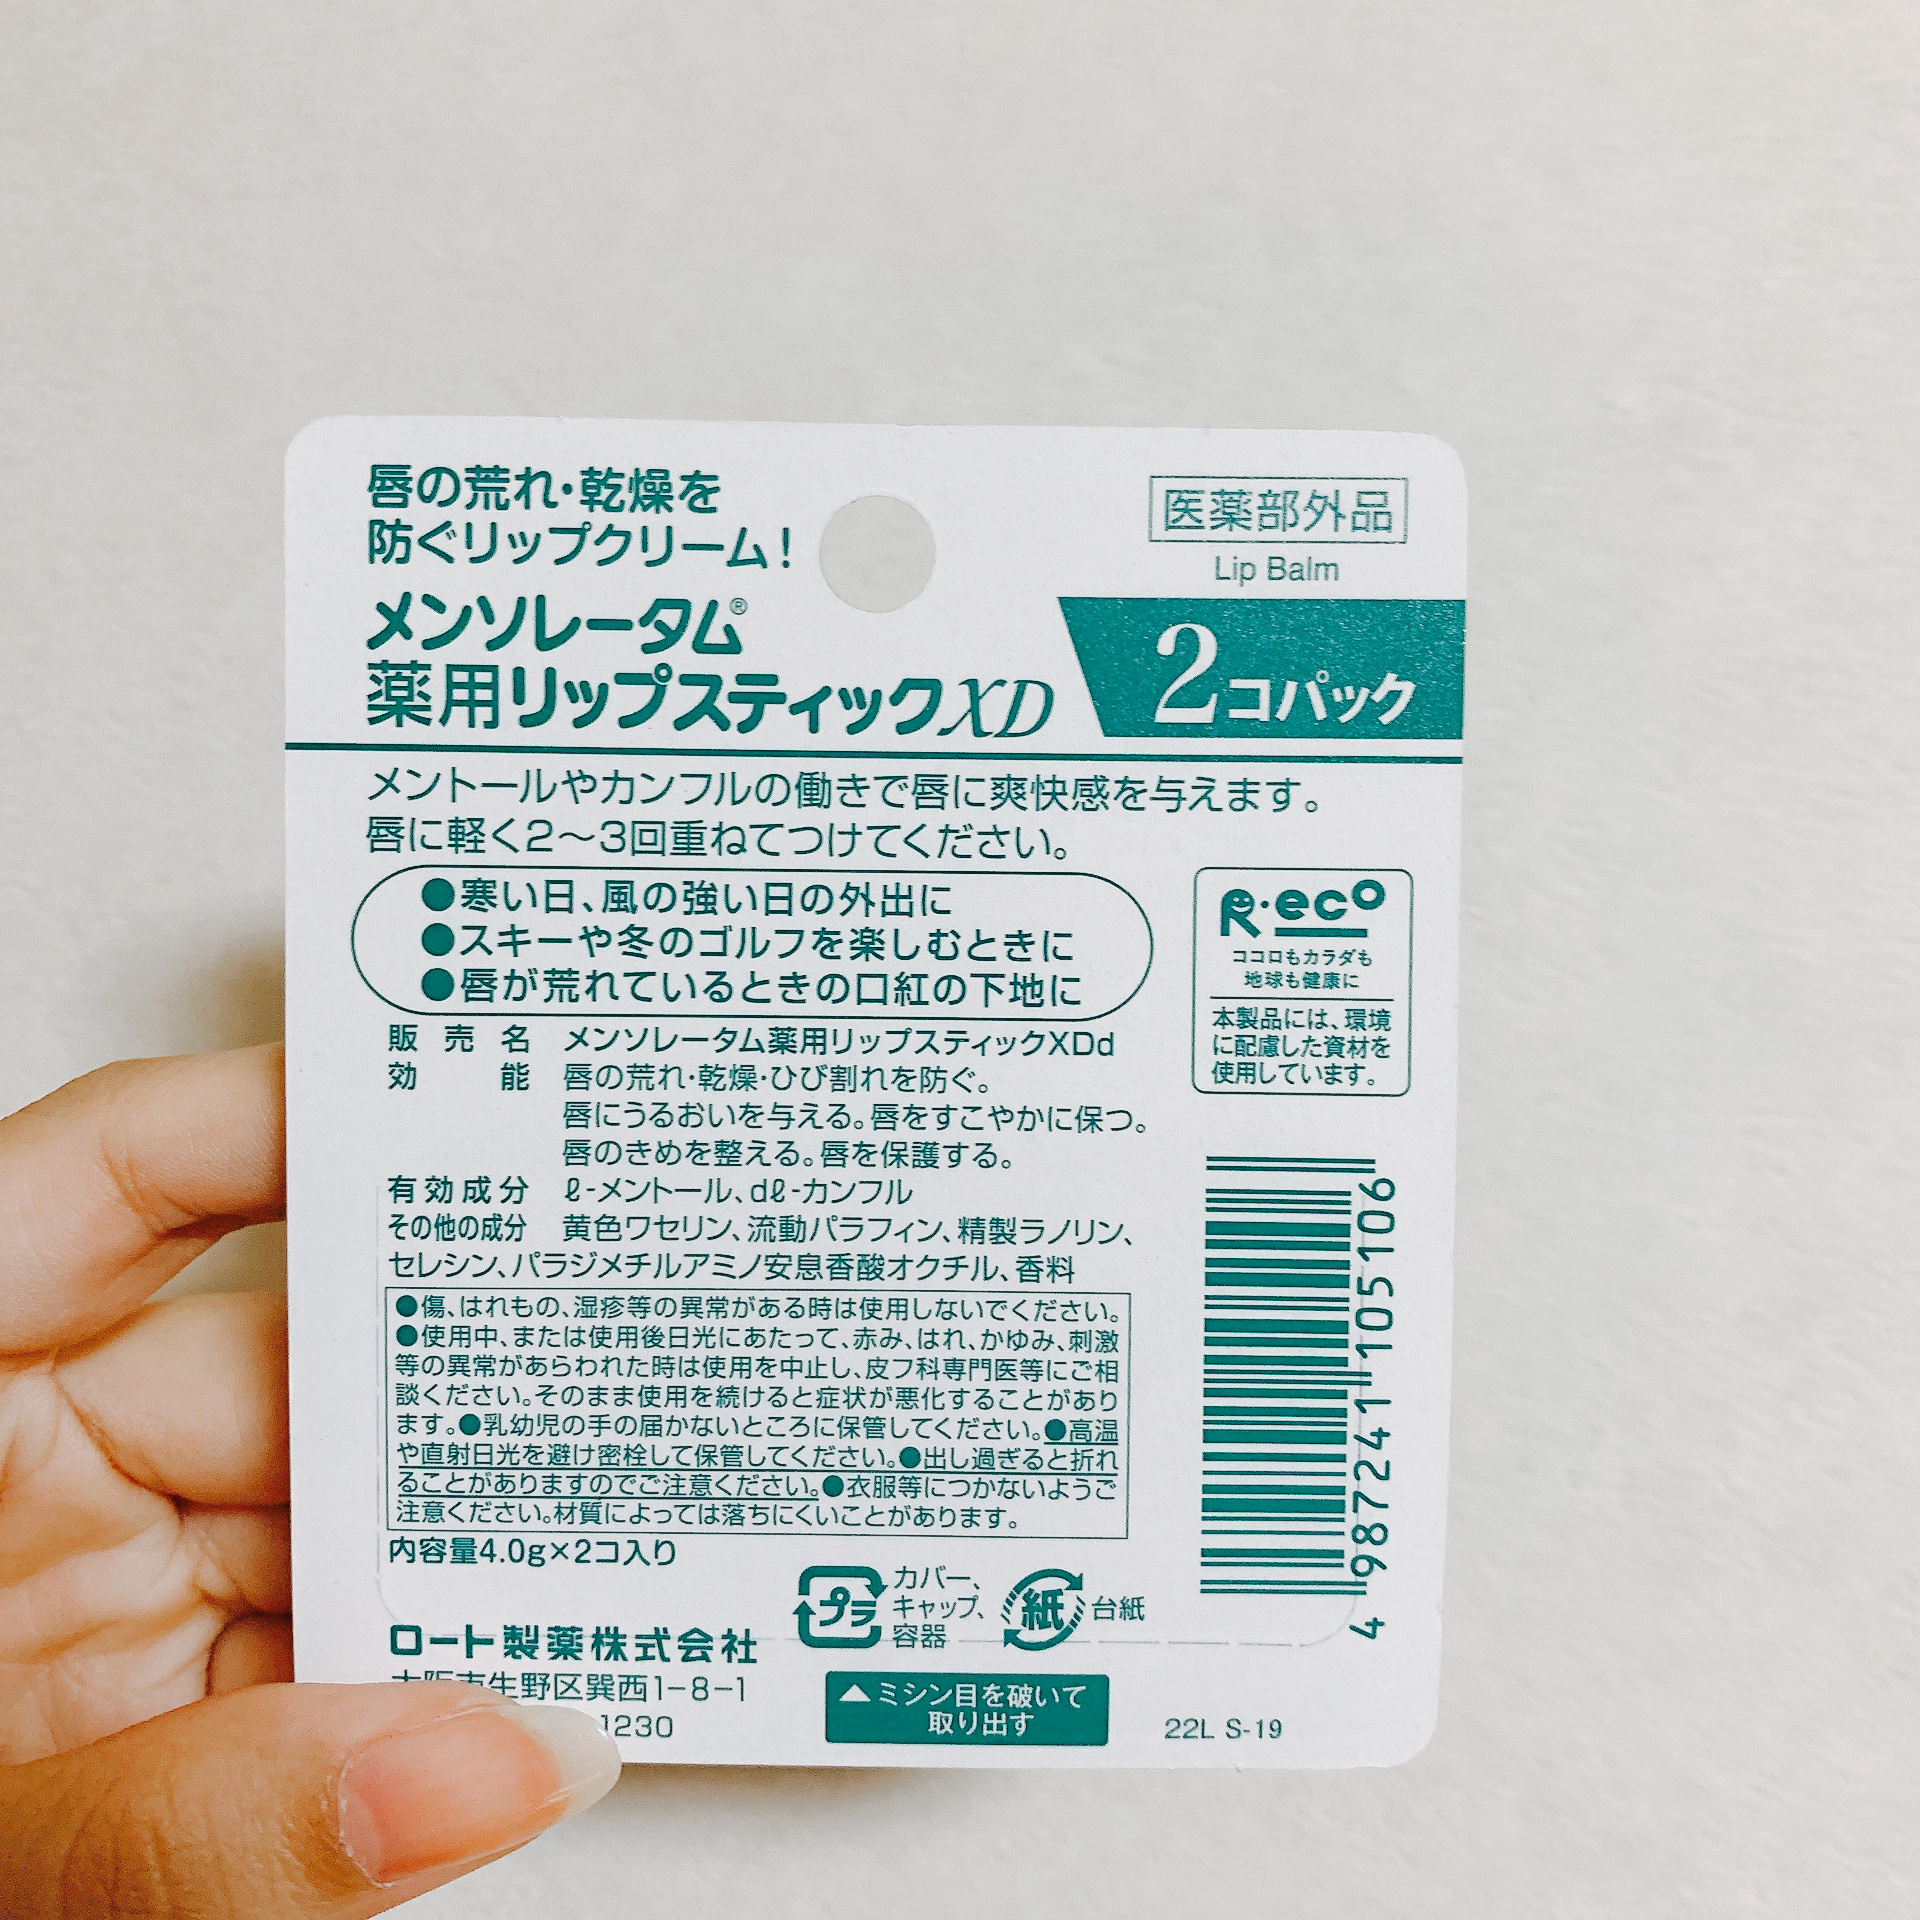 唇の荒れ・乾燥を
防ぐリップクリーム!
医薬部外品
Lip Balm
メンソレータム®
薬用リップスティックXD
2コパック
メントールやカンフルの働きで唇に爽快感を与えます。
唇に軽く2〜3回重ねてつけてください。
●寒い日、風の強い日の外出に
●スキーや冬のゴルフを楽しむときに
●唇が荒れているときの口紅の下地に
R・eco
ココロもカラダも
地球も健康に
本製品には、環境
に配慮した資材を
使用しています。
販売名 メンソレータム薬用リップスティックXDd
効能 唇の荒れ・乾燥・ひび割れを防ぐ。
唇にうるおいを与える。唇をすこやかに保つ。
唇のきめを整える。唇を保護する。
有効成分 ℓ-メントール、dℓ-カンフル
その他の成分 黄色ワセリン、流動パラフィン、精製ラノリン、
セレシン、パラジメチルアミノ安息香酸オクチル、香料
●傷、はれもの、湿疹等の異常がある時は使用しないでください。
●使用中、または使用後日光にあたって、赤み、はれ、かゆみ、刺激
等の異常があらわれた時は使用を中止し、皮フ科専門医等にご相
談ください。そのまま使用を続けると症状が悪化することがあり
ます。●乳幼児の手の届かないところに保管してください。●高温
や直射日光を避け密栓して保管してください。●出し過ぎると折れ
ることがありますのでご注意ください。●衣服等につかないようご
注意ください。材質によっては落ちにくいことがあります。
内容量4.0g×2コ入り
プラ
カバー、
キャップ、
容器
紙
台紙
ロート製薬株式会社
生野区巽西1-8-1
1230
▲ミシン目を破いて
取り出す
22L S-19
4 987241 105106